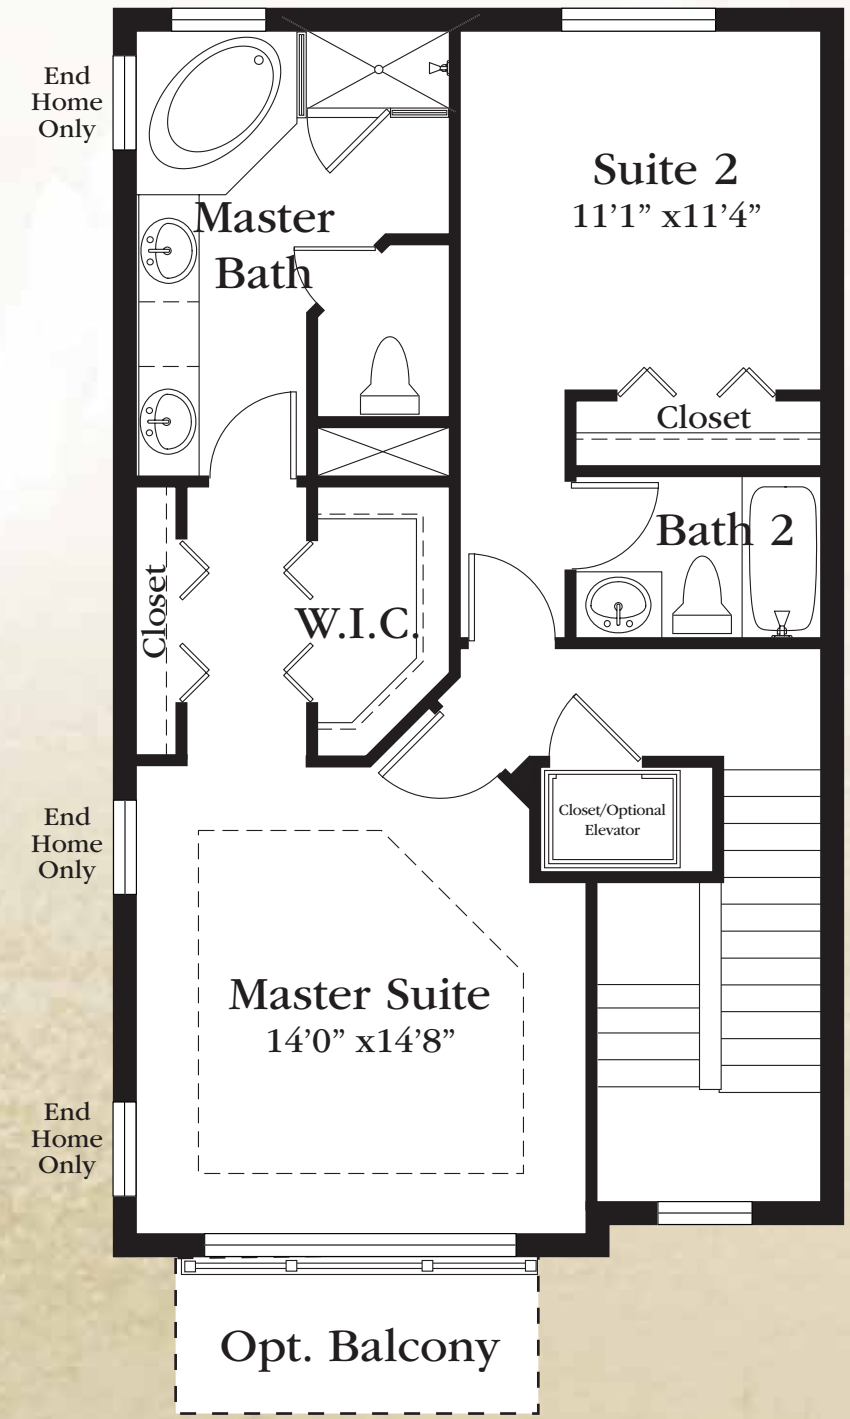 End
Home
Only
Suite 2
11’1” x11’4”
Master
Bath
Closet
Bath 2
Closet
W.I.C.
End
Home
Only
Closet/Optional
Elevator
Master Suite
14’0” x14’8”
End
Home
Only
Opt. Balcony